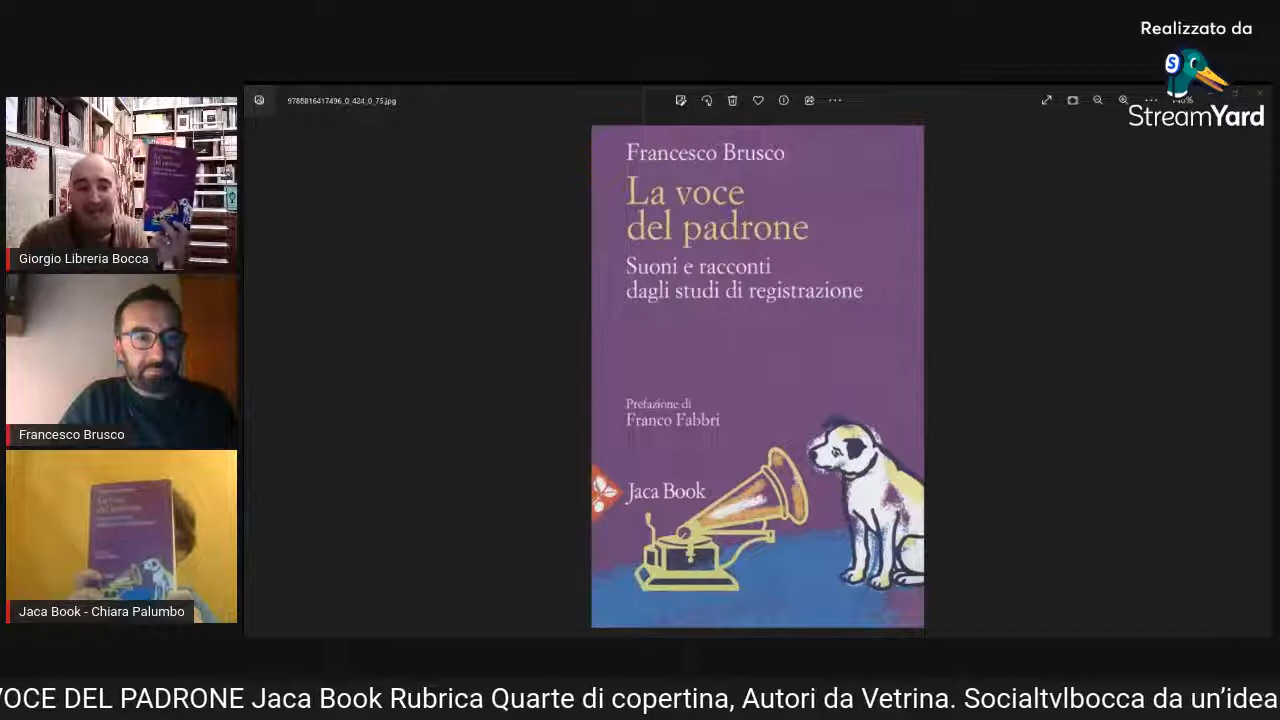 Realizzato da
StreamYard
9788816417496_0_424_0_75.jpg
Francesco Brusco
La voce
del padrone
Suoni e racconti
dagli studi di registrazione
Prefazione di
Franco Fabbri
Jaca Book
Giorgio Libreria Bocca
Francesco Brusco
Jaca Book - Chiara Palumbo
VOCE DEL PADRONE Jaca Book Rubrica Quarte di copertina, Autori da Vetrina. Socialtvlbocca da un’idea